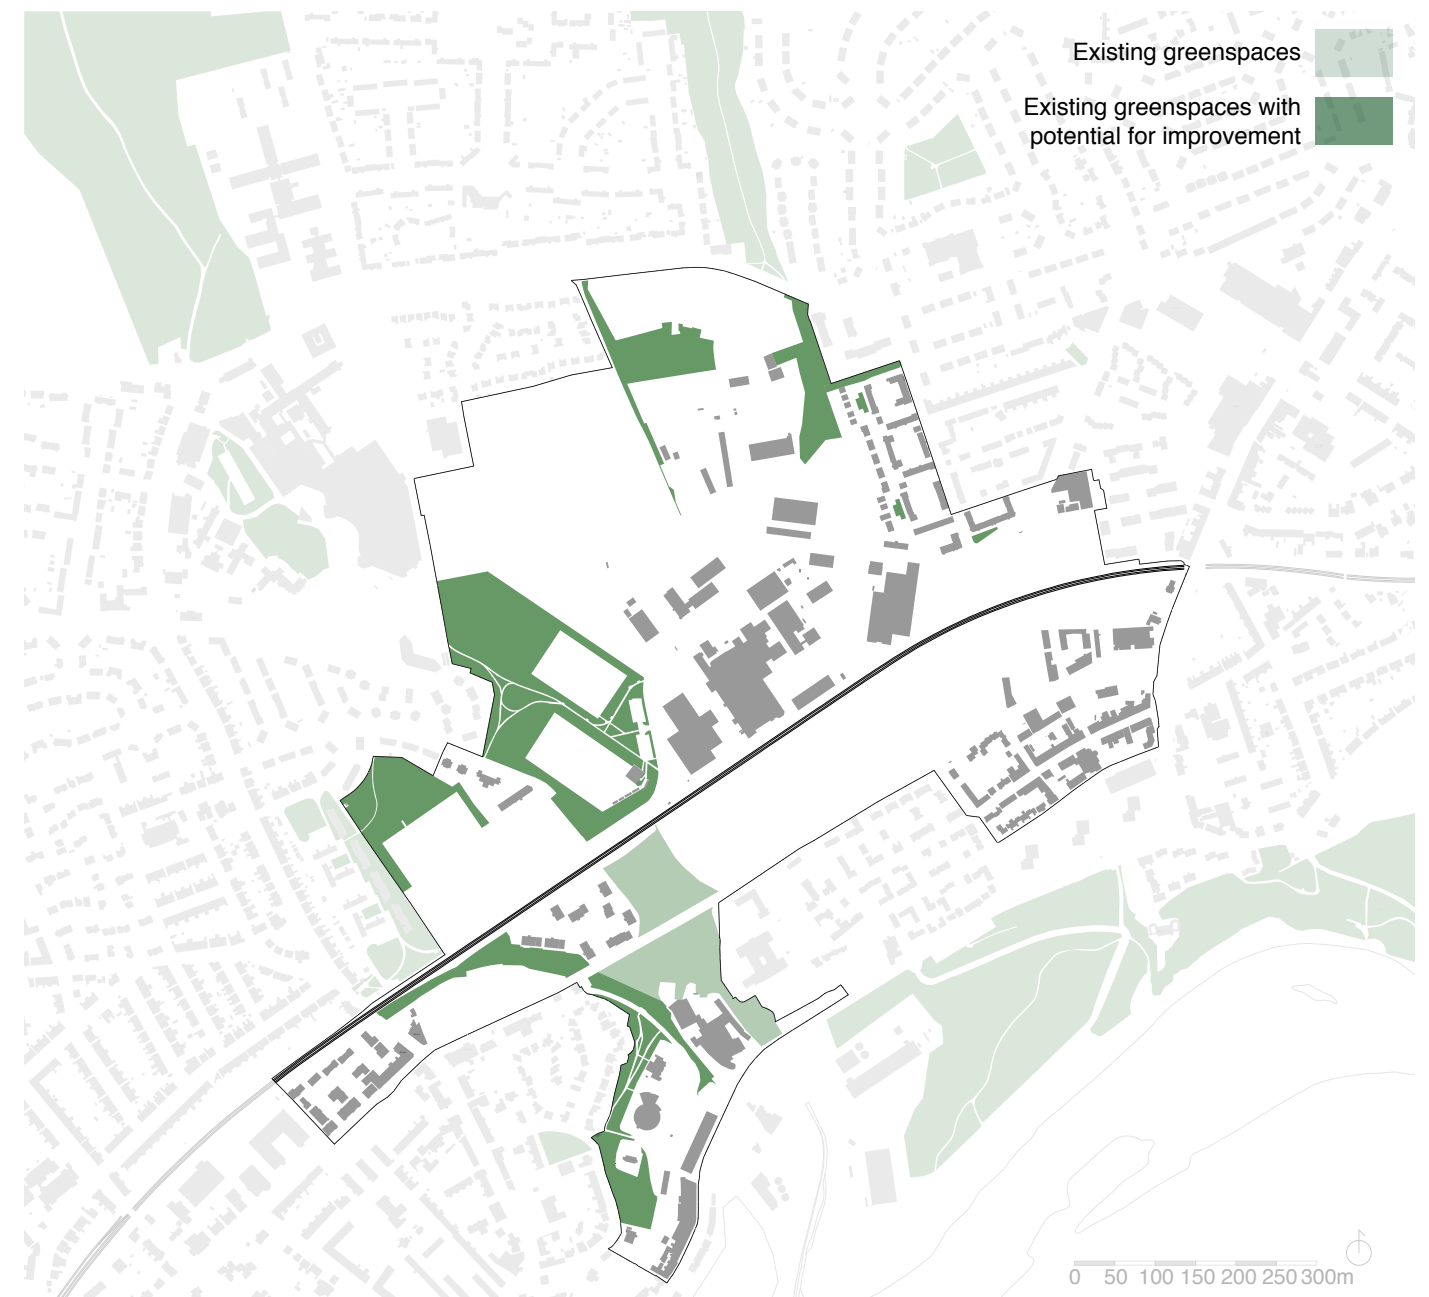 Existing greenspaces
Existing greenspaces with
potential for improvement
0 50 100 150 200 250 300m